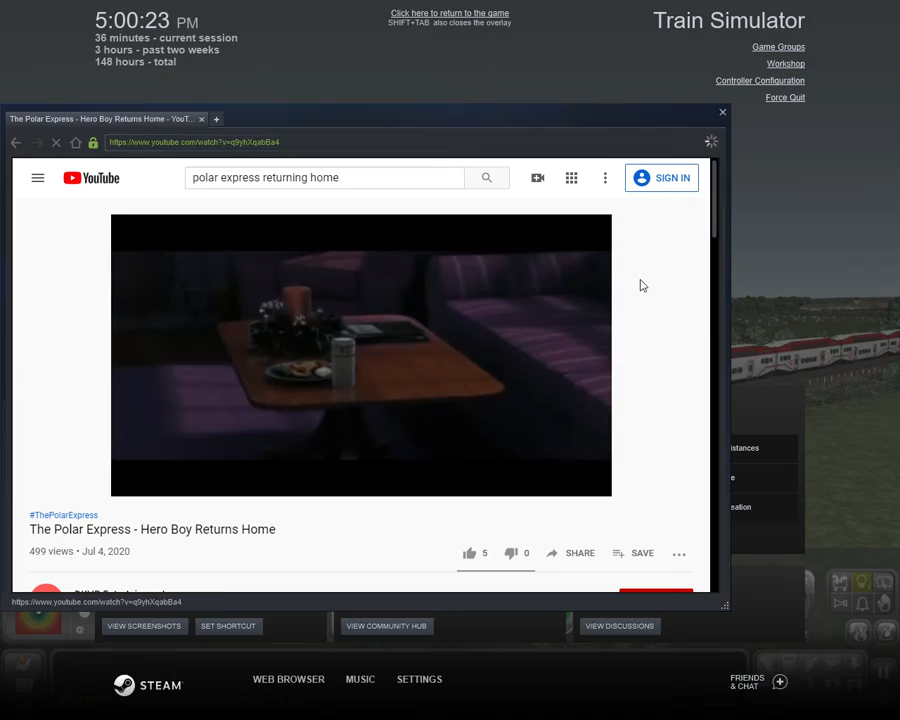 5:00:23 PM
36 minutes - current session
3 hours - past two weeks
148 hours - total
Click here to return to the game
SHIFT+TAB also closes the overlay
Train Simulator
Game Groups
Workshop
Controller Configuration
Force Quit
The Polar Express - Hero Boy Returns Home - YouT...
https://www.youtube.com/watch?v=q9yhXqabBa4
YouTube
polar express returning home
SIGN IN
#ThePolarExpress
The Polar Express - Hero Boy Returns Home
499 views • Jul 4, 2020
5
0
SHARE
SAVE
https://www.youtube.com/watch?v=q9yhXqabBa4
istances
e
eation
VIEW SCREENSHOTS
SET SHORTCUT
VIEW COMMUNITY HUB
VIEW DISCUSSIONS
STEAM
WEB BROWSER
MUSIC
SETTINGS
FRIENDS
& CHAT